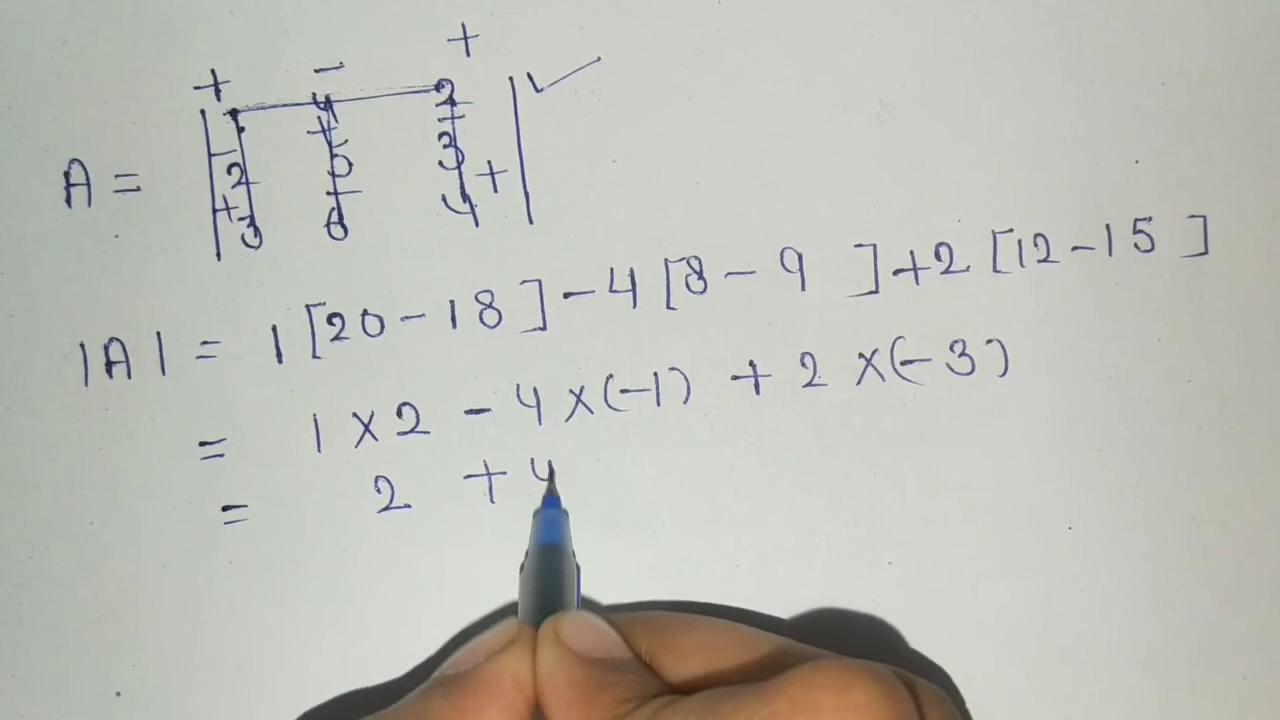 + − +
A = | 1 4 2
2 5 3
3 6 4 |
|A| = 1 [20 - 18] - 4 [8 - 9 ] + 2 [12 - 15 ]
= 1 × 2 - 4 × (-1) + 2 × (-3)
= 2 + 4